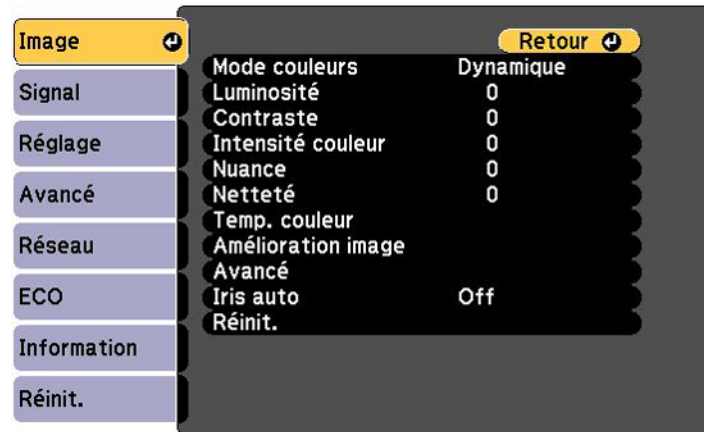 Image
Signal
Réglage
Avancé
Réseau
ECO
Information
Réinit.
Retour
Mode couleurs Dynamique
Luminosité 0
Contraste 0
Intensité couleur 0
Nuance 0
Netteté 0
Temp. couleur
Amélioration image
Avancé
Iris auto Off
Réinit.